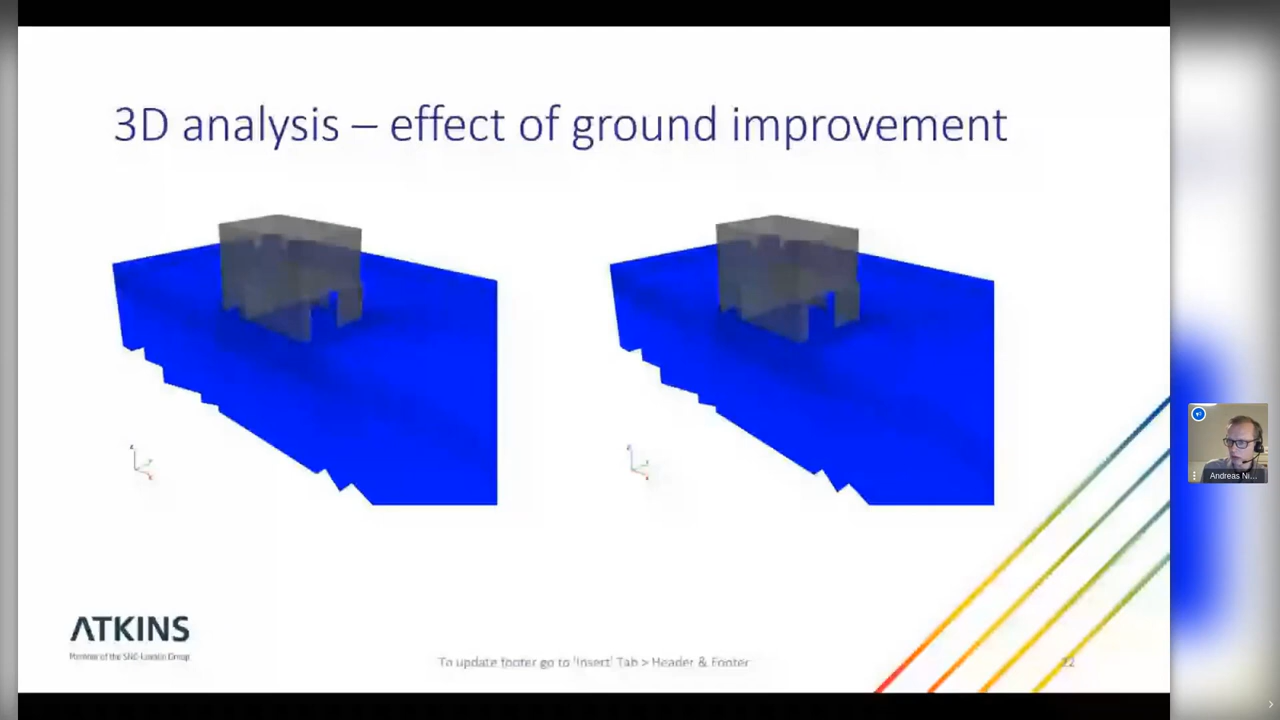 3D analysis – effect of ground improvement
Andreas Ni...
ATKINS
Member of the SNC-Lavalin Group
To update footer go to 'Insert' Tab > Header & Footer
22